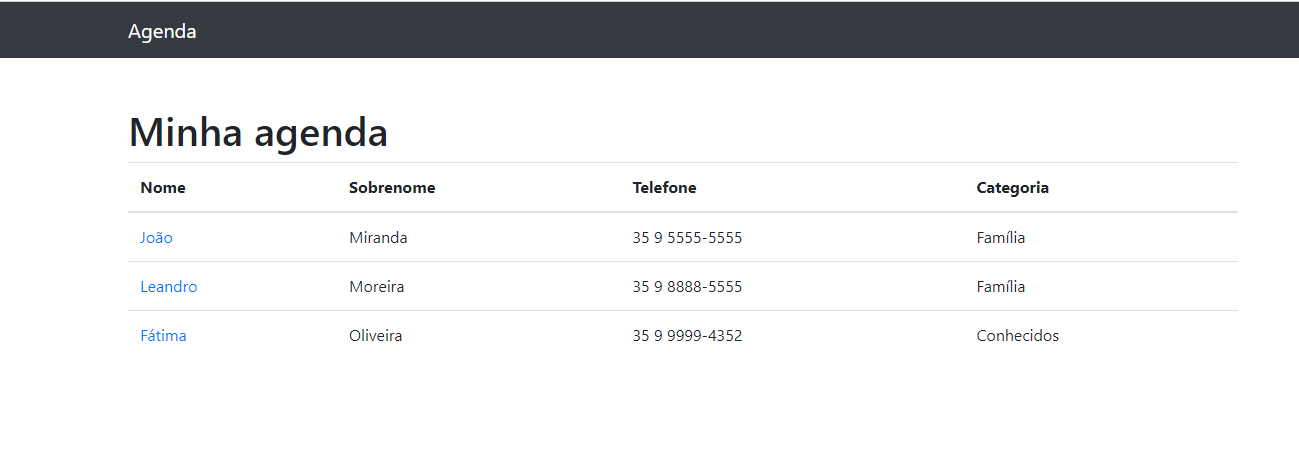 Agenda
Minha agenda
Nome Sobrenome Telefone Categoria
João Miranda 35 9 5555-5555 Família
Leandro Moreira 35 9 8888-5555 Família
Fátima Oliveira 35 9 9999-4352 Conhecidos